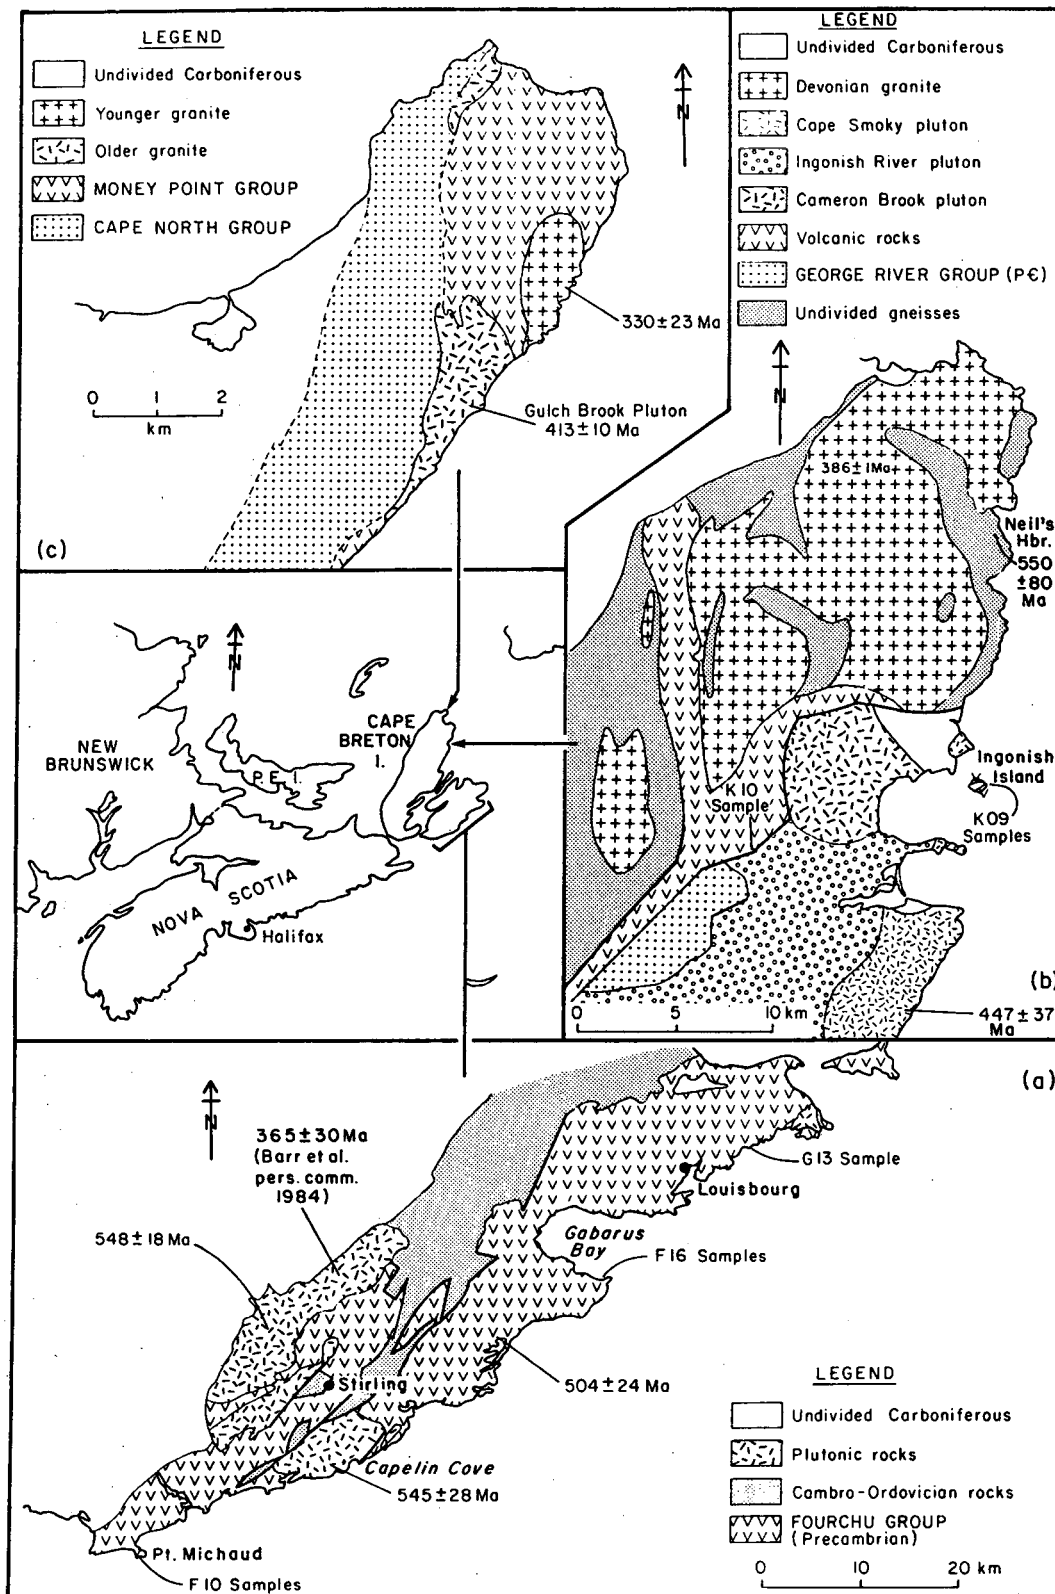 LEGEND
Undivided Carboniferous
Younger granite
Older granite
MONEY POINT GROUP
CAPE NORTH GROUP
N
330±23 Ma
0 1 2
km
Gulch Brook Pluton
413±10 Ma
(c)
LEGEND
Undivided Carboniferous
Devonian granite
Cape Smoky pluton
Ingonish River pluton
Cameron Brook pluton
Volcanic rocks
GEORGE RIVER GROUP (P€)
Undivided gneisses
N
386±1Ma
Neil's
Hbr.
550
±80
Ma
Ingonish
Island
K09
Samples
K10
Sample
(b)
0 5 10 km
447±37
Ma
N
NEW
BRUNSWICK
P.E.I.
CAPE
BRETON
I.
NOVA SCOTIA
Halifax
(a)
N
365±30Ma
(Barr et al.
pers. comm.
1984)
548±18Ma
G13 Sample
Louisbourg
Gabarus
Bay
F16 Samples
504±24 Ma
Stirling
Capelin Cove
545±28Ma
Pt. Michaud
F10 Samples
LEGEND
Undivided Carboniferous
Plutonic rocks
Cambro-Ordovician rocks
FOURCHU GROUP
(Precambrian)
0 10 20 km